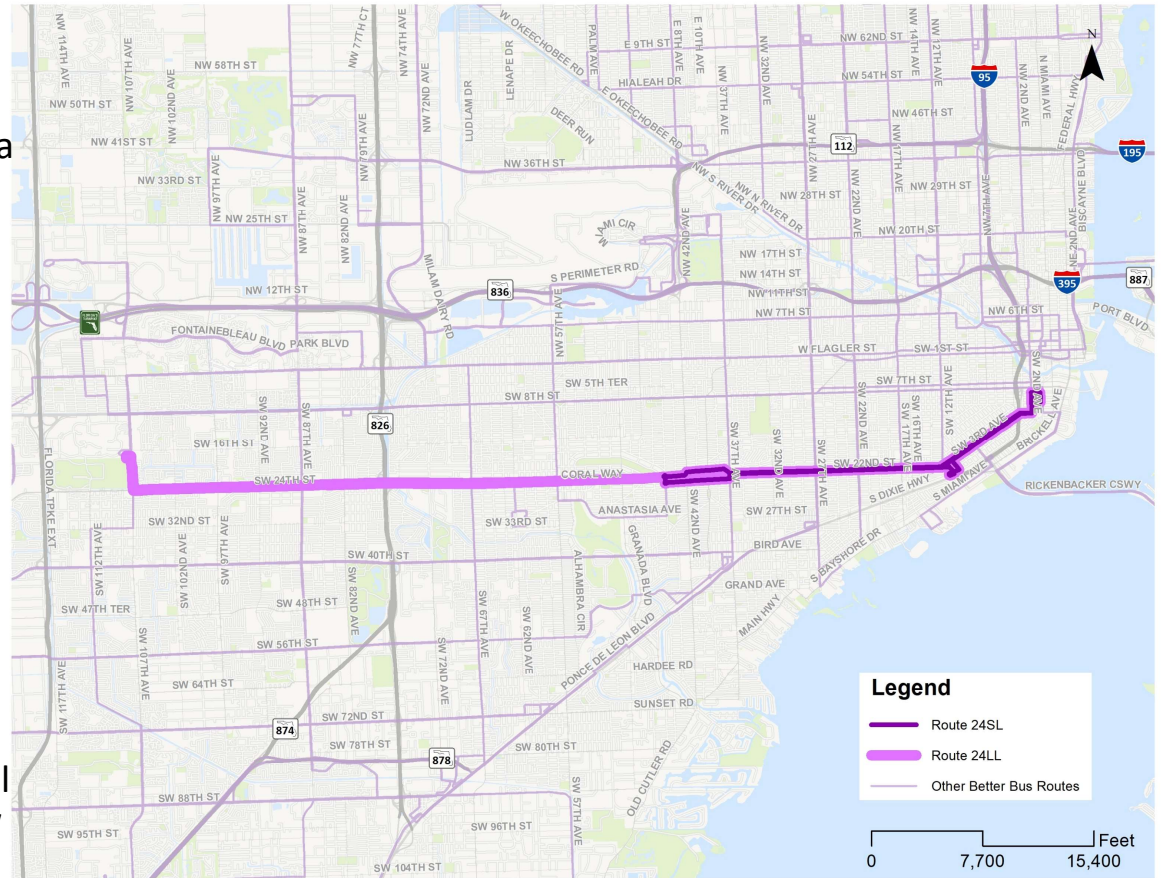 a
l
NW 114TH AVE
NW 107TH AVE
NW 102ND AVE
NW 58TH ST
NW 50TH ST
NW 41ST ST
NW 33RD ST
NW 97TH AVE
NW 25TH ST
NW 87TH AVE
NW 82ND AVE
NW 79TH AVE
NW 77TH CT
NW 74TH AVE
NW 72ND AVE
LUDLAM DR
LENAPE DR
DEER RUN
W OKEECHOBEE RD
E OKEECHOBEE RD
PALM AVE
E 9TH ST
HIALEAH DR
E 8TH AVE
E 10TH AVE
NW 37TH AVE
NW 32ND AVE
NW 62ND ST
NW 54TH ST
NW 46TH ST
NW 14TH AVE
NW 12TH AVE
95
NW 2ND AVE
N MIAMI AVE
FEDERAL HWY
N
195
112
NW 36TH ST
NW S RIVER DR
NW N RIVER DR
NW 27TH AVE
NW 28TH ST
NW 22ND AVE
NW 17TH AVE
NW 29TH ST
NW 20TH ST
NW 7TH AVE
NE 2ND AVE
BISCAYNE BLVD
395
887
PORT BLVD
NW 42ND AVE
NW 17TH ST
NW 14TH ST
NW 11TH ST
NW 7TH ST
NW 6TH ST
S PERIMETER RD
836
NW 57TH AVE
MILAM DAIRY RD
NW 12TH ST
FONTAINEBLEAU BLVD
PARK BLVD
W FLAGLER ST
SW 1ST ST
SW 5TH TER
SW 8TH ST
SW 7TH ST
SW 2ND AVE
SW 12TH AVE
SW 16TH AVE
SW 17TH AVE
SW 22ND AVE
SW 27TH AVE
SW 32ND AVE
SW 37TH AVE
SW 3RD AVE
BRICKELL AVE
SW 22ND ST
S DIXIE HWY
S MIAMI AVE
RICKENBACKER CSWY
826
SW 92ND AVE
SW 87TH AVE
SW 16TH ST
SW 24TH ST
CORAL WAY
ANASTASIA AVE
SW 42ND AVE
SW 27TH ST
FLORIDA TPKE EXT
SW 112TH AVE
SW 32ND ST
SW 102ND AVE
SW 97TH AVE
SW 33RD ST
SW 40TH ST
BIRD AVE
S BAYSHORE DR
GRAND AVE
MAIN HWY
GRANADA BLVD
ALHAMBRA CIR
SW 47TH TER
SW 48TH ST
SW 82ND AVE
SW 67TH AVE
SW 62ND AVE
SW 72ND AVE
SW 56TH ST
SW 107TH AVE
SW 117TH AVE
SW 64TH ST
PONCE DE LEON BLVD
HARDEE RD
SUNSET RD
SW 72ND ST
874
SW 78TH ST
878
SW 80TH ST
OLD CUTLER RD
SW 88TH ST
SW 57TH AVE
SW 95TH ST
SW 96TH ST
SW 104TH ST
Legend
Route 24SL
Route 24LL
Other Better Bus Routes
Feet
0 7,700 15,400